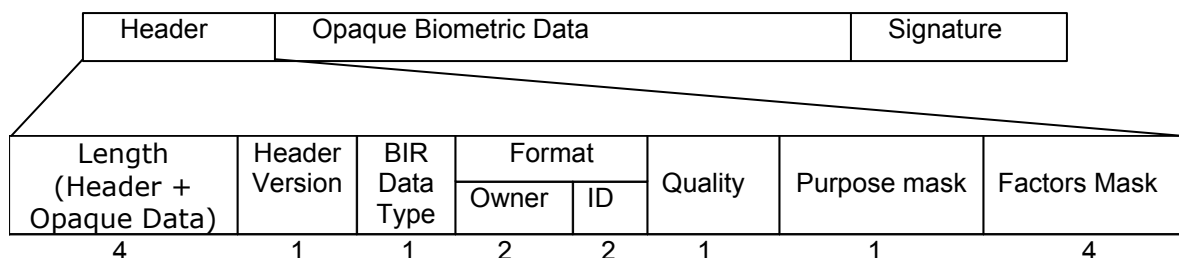 Header Opaque Biometric Data Signature
Length (Header + Opaque Data)
Header Version
BIR Data Type
Format
Owner ID
Quality
Purpose mask
Factors Mask
4 1 1 2 2 1 1 4